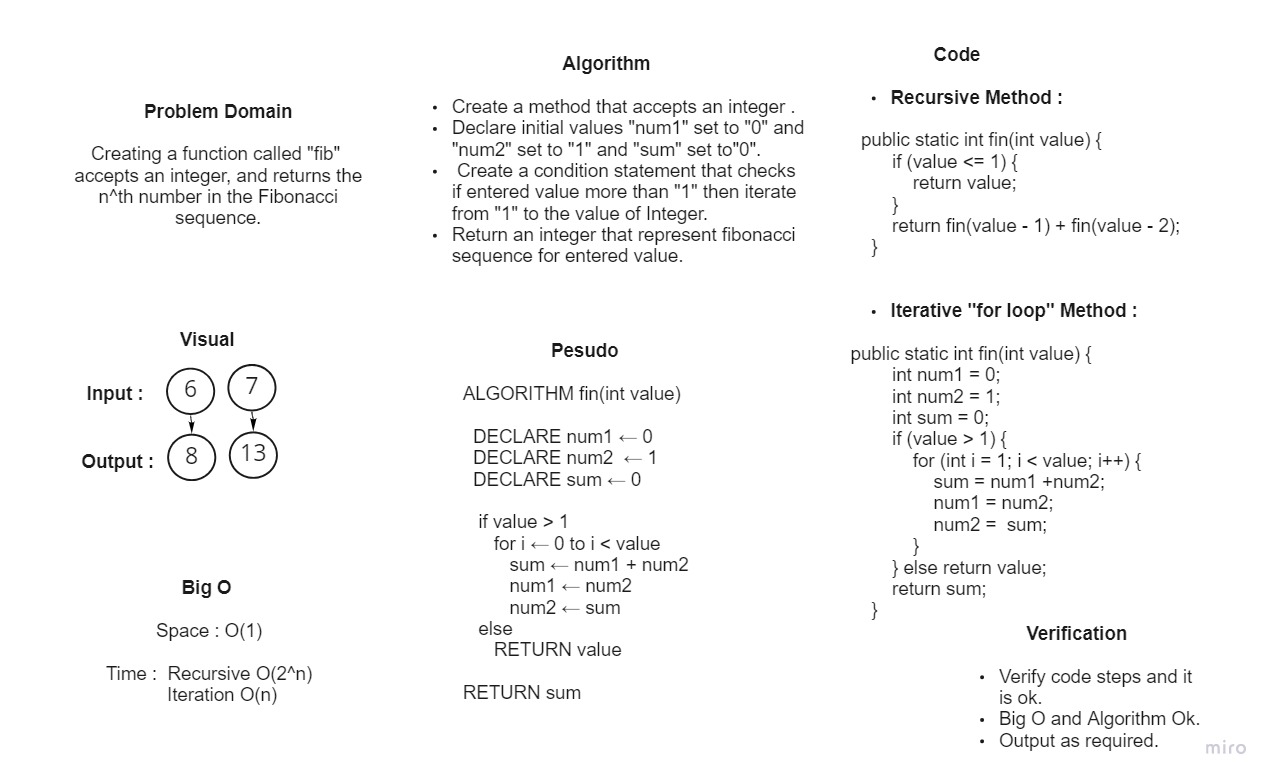 Problem Domain
Creating a function called "fib"
accepts an integer, and returns the
n^th number in the Fibonacci
sequence.
Visual
Input :
6
7
Output :
8
13
Big O
Space : O(1)
Time : Recursive O(2^n)
Iteration O(n)
Algorithm
• Create a method that accepts an integer .
• Declare initial values "num1" set to "0" and
"num2" set to "1" and "sum" set to"0".
• Create a condition statement that checks
if entered value more than "1" then iterate
from "1" to the value of Integer.
• Return an integer that represent fibonacci
sequence for entered value.
Pesudo
ALGORITHM fin(int value)
DECLARE num1 ← 0
DECLARE num2 ← 1
DECLARE sum ← 0
if value > 1
for i ← 0 to i < value
sum ← num1 + num2
num1 ← num2
num2 ← sum
else
RETURN value
RETURN sum
Code
• Recursive Method :
public static int fin(int value) {
if (value <= 1) {
return value;
}
return fin(value - 1) + fin(value - 2);
}
• Iterative "for loop" Method :
public static int fin(int value) {
int num1 = 0;
int num2 = 1;
int sum = 0;
if (value > 1) {
for (int i = 1; i < value; i++) {
sum = num1 +num2;
num1 = num2;
num2 = sum;
}
} else return value;
return sum;
}
Verification
• Verify code steps and it
is ok.
• Big O and Algorithm Ok.
• Output as required.
miro